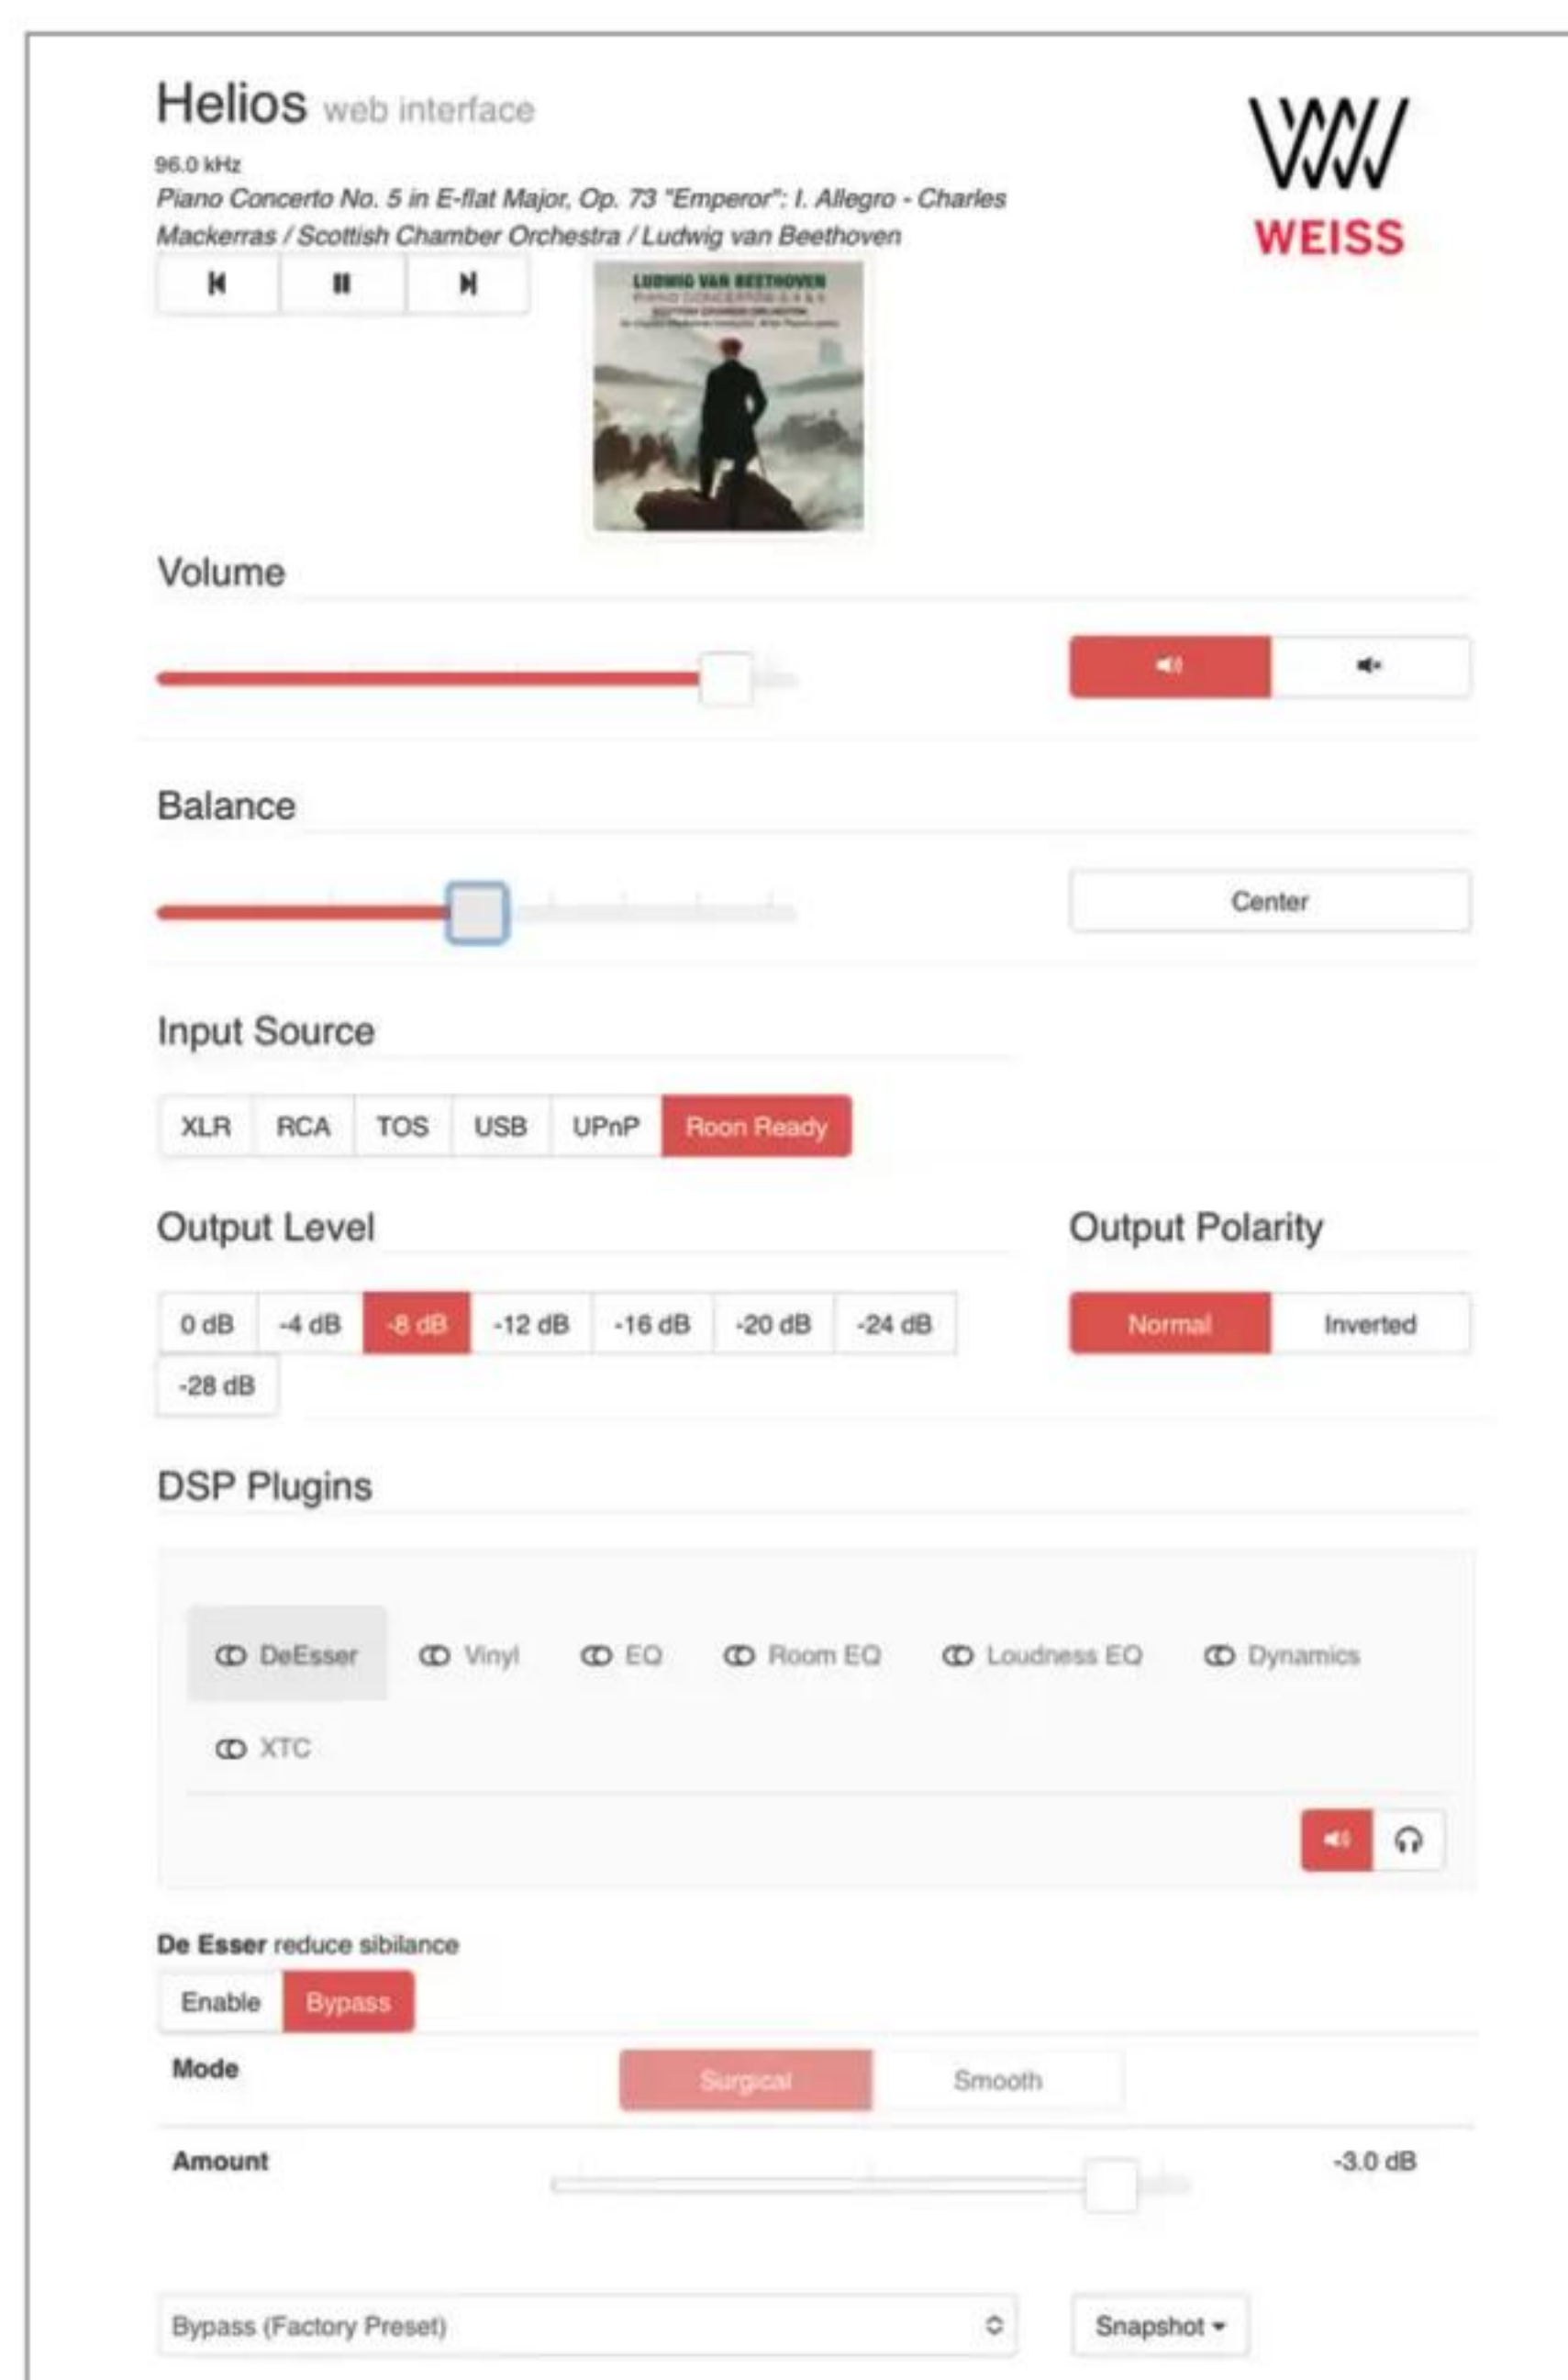 Helios web interface
WEISS
96.0 kHz
Piano Concerto No. 5 in E-flat Major, Op. 73 "Emperor": I. Allegro - Charles
Mackerras / Scottish Chamber Orchestra / Ludwig van Beethoven
LUDWIG VAN BEETHOVEN
SCOTTISH CHAMBER ORCHESTRA
Volume
Balance
Center
Input Source
XLR RCA TOS USB UPnP Roon Ready
Output Level Output Polarity
0 dB -4 dB -8 dB -12 dB -16 dB -20 dB -24 dB Normal Inverted
-28 dB
DSP Plugins
DeEsser Vinyl EQ Room EQ Loudness EQ Dynamics
XTC
De Esser reduce sibilance
Enable Bypass
Mode Surgical Smooth
Amount -3.0 dB
Bypass (Factory Preset) Snapshot